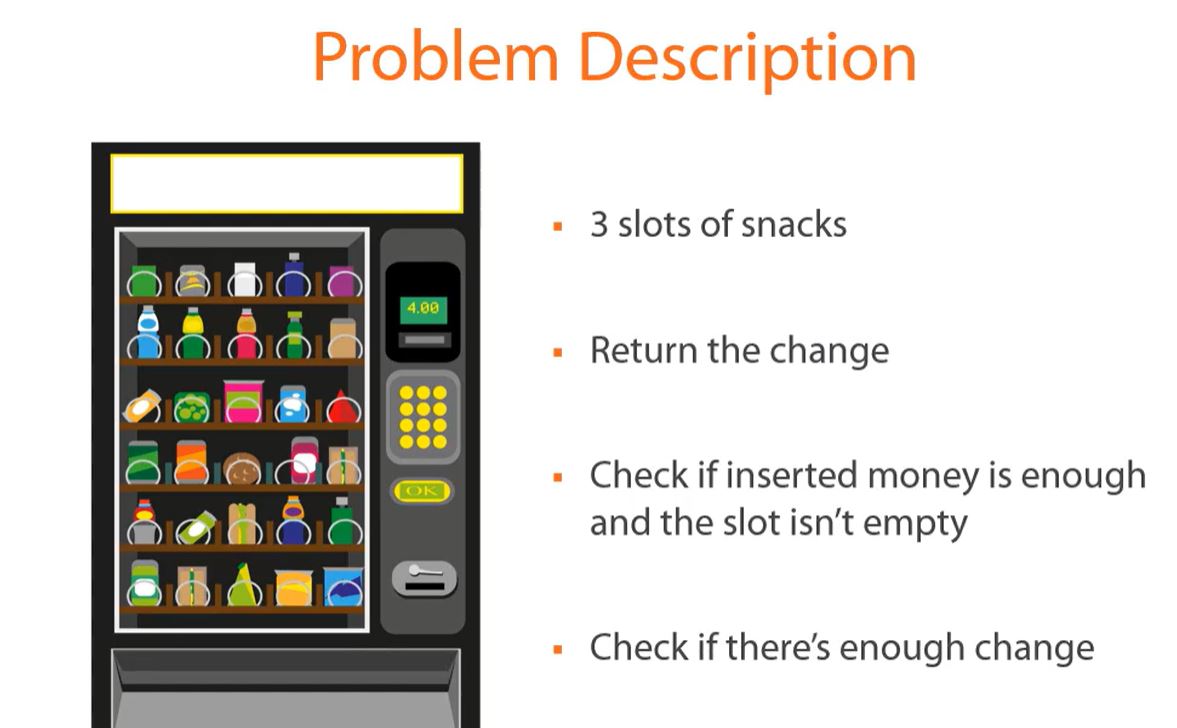 Problem Description
3 slots of snacks
4.00
Return the change
Check if inserted money is enough
and the slot isn't empty
OK
Check if there's enough change